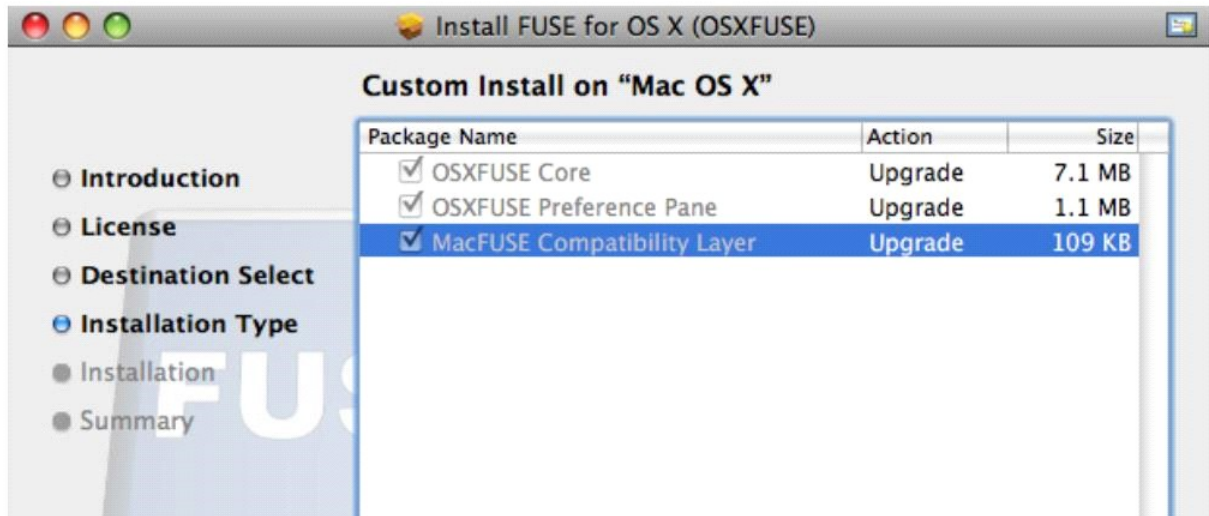 Install FUSE for OS X (OSXFUSE)
Custom Install on “Mac OS X”
Package Name Action Size
OSXFUSE Core Upgrade 7.1 MB
OSXFUSE Preference Pane Upgrade 1.1 MB
MacFUSE Compatibility Layer Upgrade 109 KB
Introduction
License
Destination Select
Installation Type
Installation
Summary
FUS